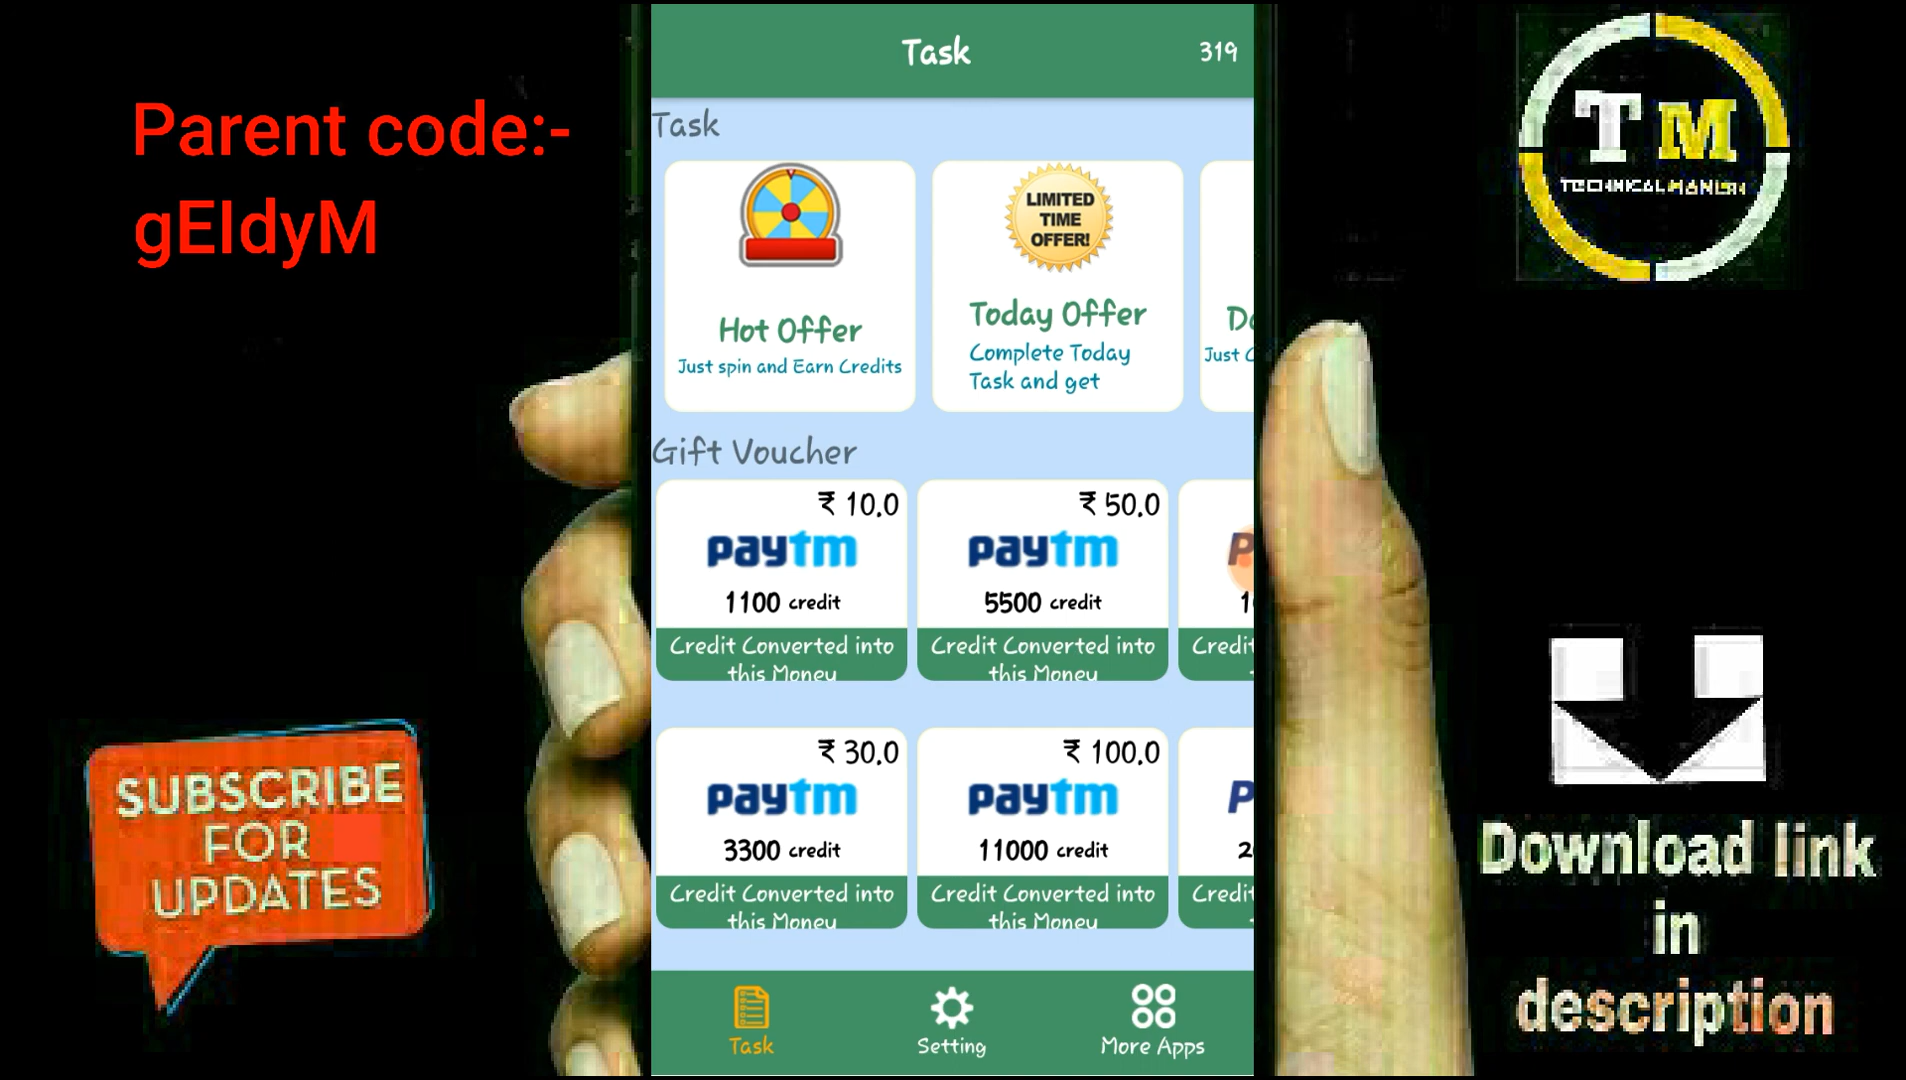 Parent code:-
gEIdyM
Task
319
Task
LIMITED
TIME
OFFER!
Hot Offer
Just spin and Earn Credits
Today Offer
Complete Today
Task and get
Just
Gift Voucher
₹ 10.0
paytm
1100 credit
Credit Converted into
this Money
₹ 50.0
paytm
5500 credit
Credit Converted into
this Money
₹ 30.0
paytm
3300 credit
Credit Converted into
this Money
₹ 100.0
paytm
11000 credit
Credit Converted into
this Money
Task
Setting
More Apps
SUBSCRIBE
FOR
UPDATES
TM
TECHNICAL MANISH
Download link
in
description